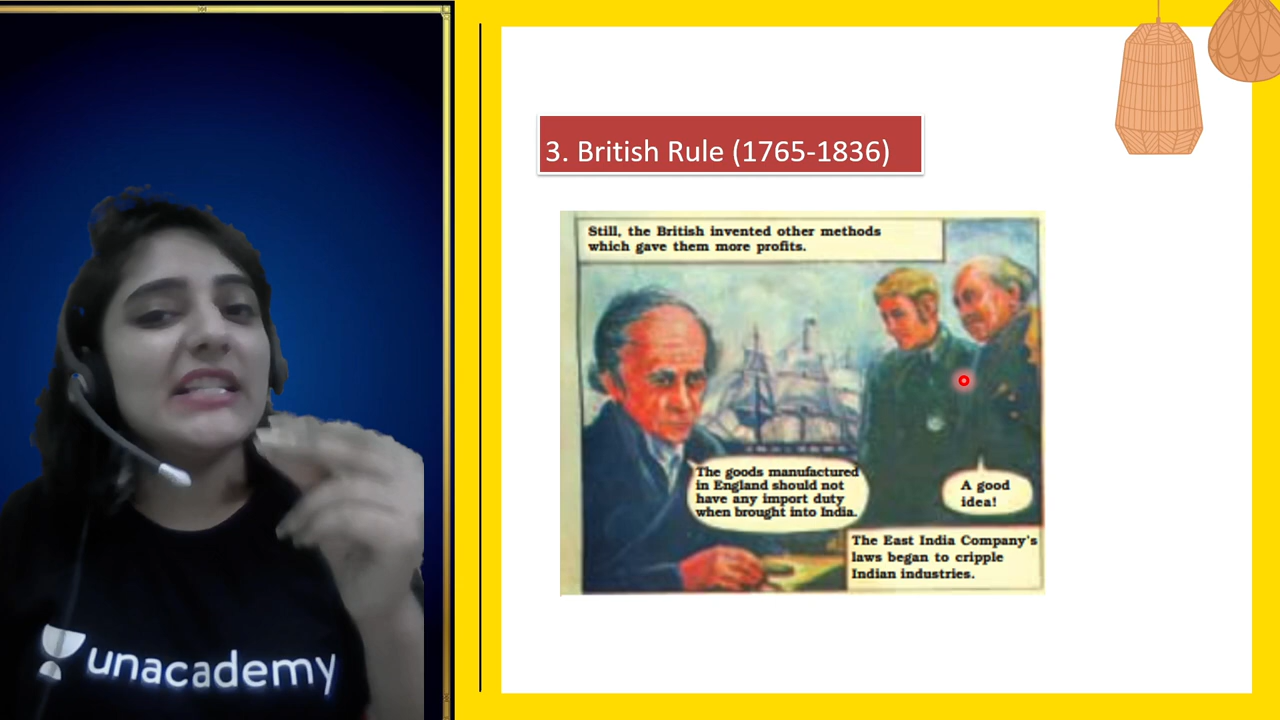 3. British Rule (1765-1836)
Still, the British invented other methods
which gave them more profits.
The goods manufactured
in England should not
have any import duty
when brought into India.
A good
idea!
The East India Company's
laws began to cripple
Indian industries.
unacademy